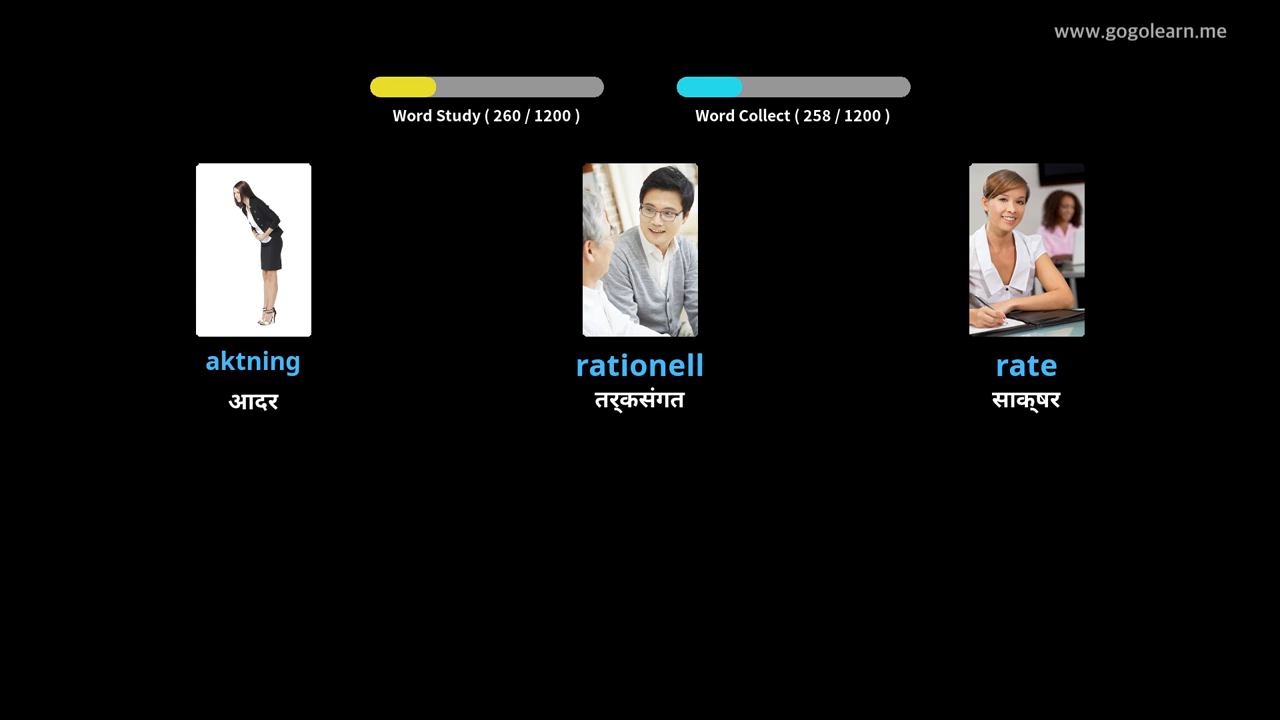 www.gogolearn.me
Word Study ( 260 / 1200 )
Word Collect ( 258 / 1200 )
aktning
rationell
rate
आदर
तर्कसंगत
साक्षर